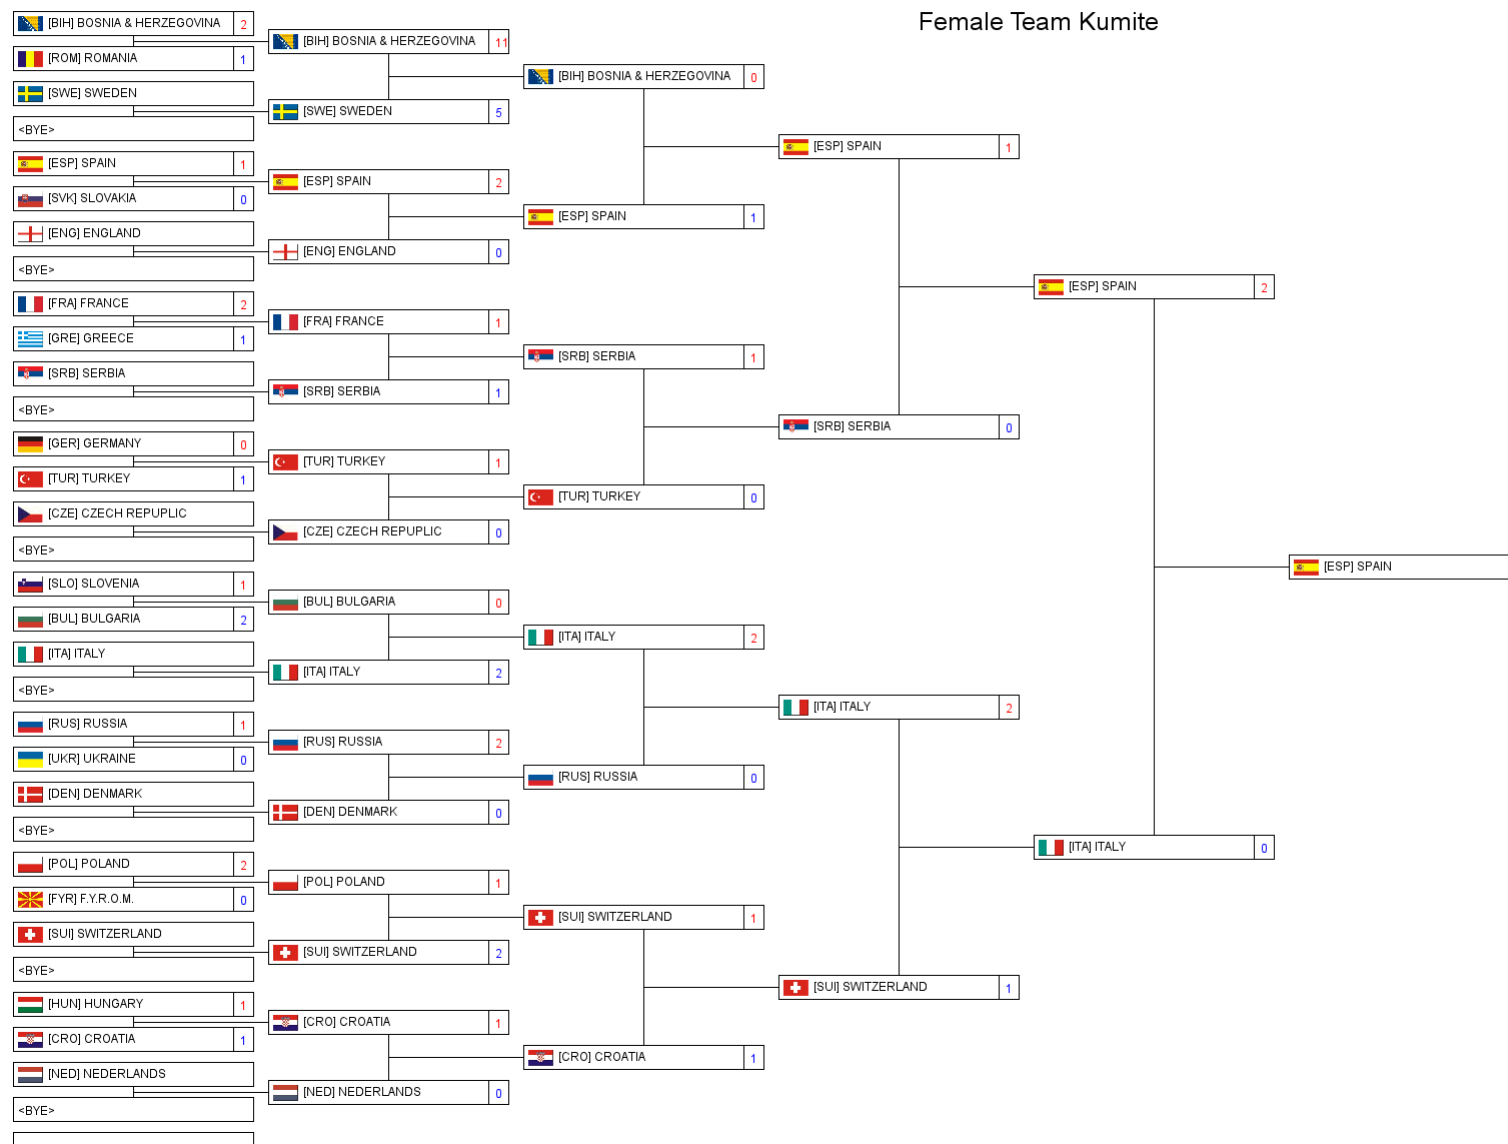 Female Team Kumite
[BIH] BOSNIA & HERZEGOVINA 2
[ROM] ROMANIA 1
[SWE] SWEDEN
<BYE>
[ESP] SPAIN 1
[SVK] SLOVAKIA 0
[ENG] ENGLAND
<BYE>
[FRA] FRANCE 2
[GRE] GREECE 1
[SRB] SERBIA
<BYE>
[GER] GERMANY 0
[TUR] TURKEY 1
[CZE] CZECH REPUPLIC
<BYE>
[SLO] SLOVENIA 1
[BUL] BULGARIA 2
[ITA] ITALY
<BYE>
[RUS] RUSSIA 1
[UKR] UKRAINE 0
[DEN] DENMARK
<BYE>
[POL] POLAND 2
[FYR] F.Y.R.O.M. 0
[SUI] SWITZERLAND
<BYE>
[HUN] HUNGARY 1
[CRO] CROATIA 1
[NED] NEDERLANDS
<BYE>
[BIH] BOSNIA & HERZEGOVINA 11
[SWE] SWEDEN 5
[ESP] SPAIN 2
[ENG] ENGLAND 0
[FRA] FRANCE 1
[SRB] SERBIA 1
[TUR] TURKEY 1
[CZE] CZECH REPUPLIC 0
[BUL] BULGARIA 0
[ITA] ITALY 2
[RUS] RUSSIA 2
[DEN] DENMARK 0
[POL] POLAND 1
[SUI] SWITZERLAND 2
[CRO] CROATIA 1
[NED] NEDERLANDS 0
[BIH] BOSNIA & HERZEGOVINA 0
[ESP] SPAIN 1
[SRB] SERBIA 1
[TUR] TURKEY 0
[ITA] ITALY 2
[RUS] RUSSIA 0
[SUI] SWITZERLAND 1
[CRO] CROATIA 1
[ESP] SPAIN 1
[SRB] SERBIA 0
[ITA] ITALY 2
[SUI] SWITZERLAND 1
[ESP] SPAIN 2
[ITA] ITALY 0
[ESP] SPAIN